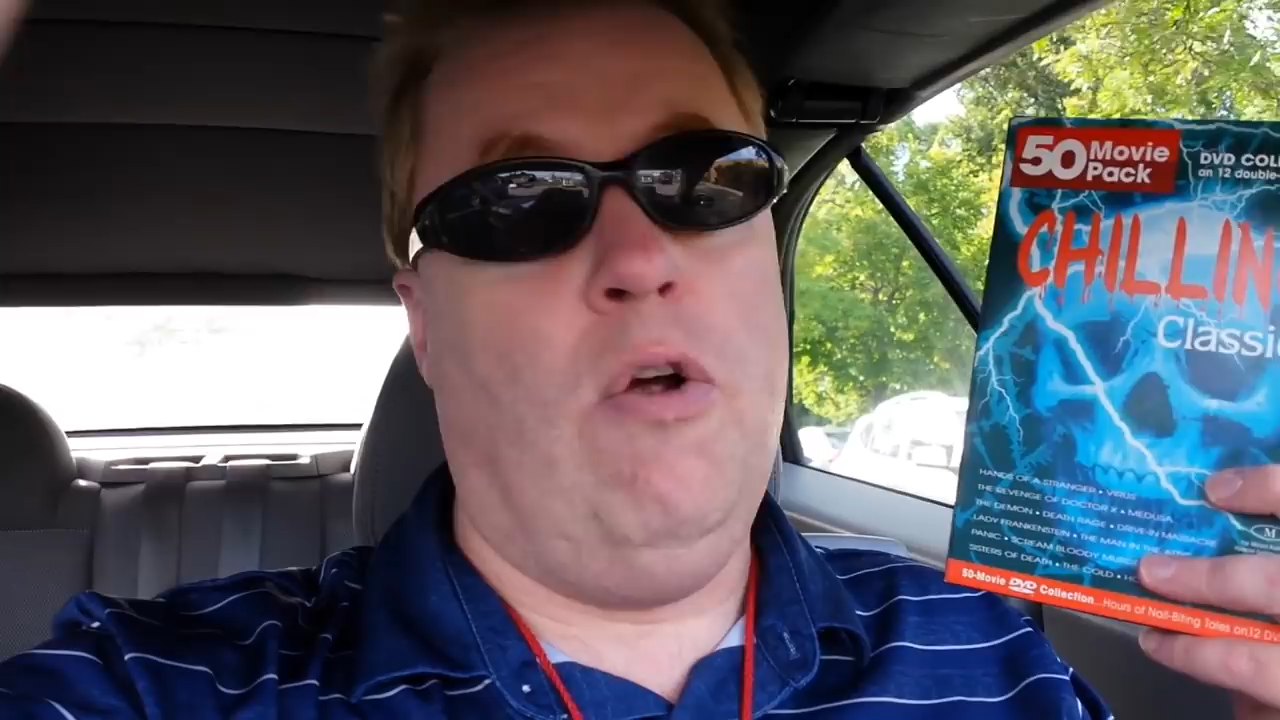 50 Movie Pack
DVD COLL
on 12 double-
CHILLIN
Classic
HANDS OF A STRANGER • VIRUS
THE REVENGE OF DOCTOR X • MEDUSA
THE DEMON • DEATH RAGE • DRIVE-IN MASSACRE
LADY FRANKENSTEIN • THE MAN IN THE ATTIC
PANIC • SCREAM BLOODY MURDER
SISTERS OF DEATH • THE COLD • HO
50-Movie DVD Collection...Hours of Nail-Biting Tales on 12 DV